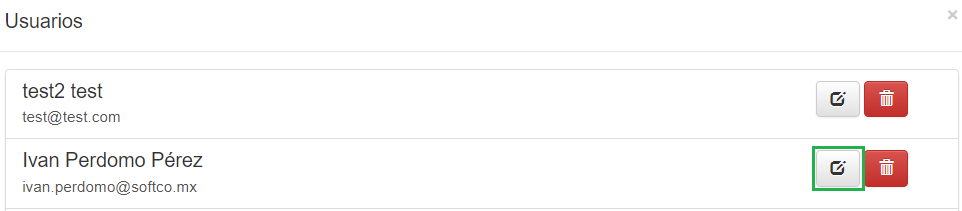 Usuarios
×
test2 test
test@test.com
Ivan Perdomo Pérez
ivan.perdomo@softco.mx